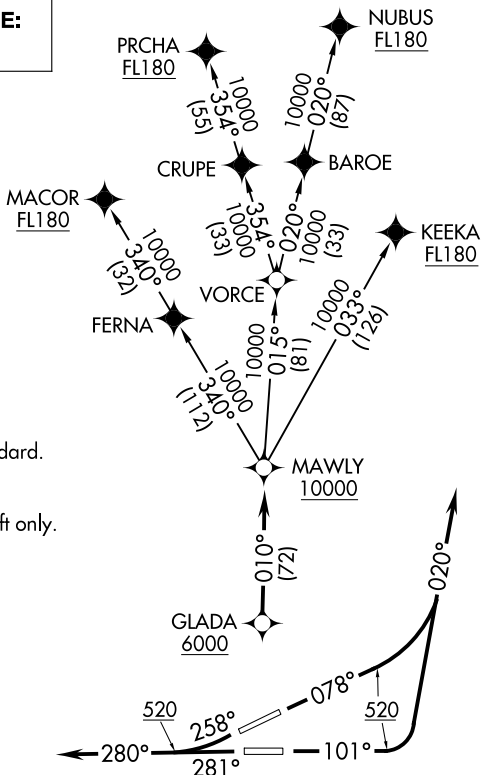 E:
NUBUS
FL180
PRCHA
FL180
10000
354°
(55)
10000
020°
(87)
CRUPE
BAROE
MACOR
FL180
10000
354°
(33)
020°
10000
(33)
KEEKA
FL180
10000
340°
(32)
VORCE
FERNA
10000
033°
(126)
10000
015°
(81)
10000
340°
(112)
dard.
MAWLY
10000
ft only.
010°
(72)
020°
GLADA
6000
078°
520
258°
520
280°
281°
101°